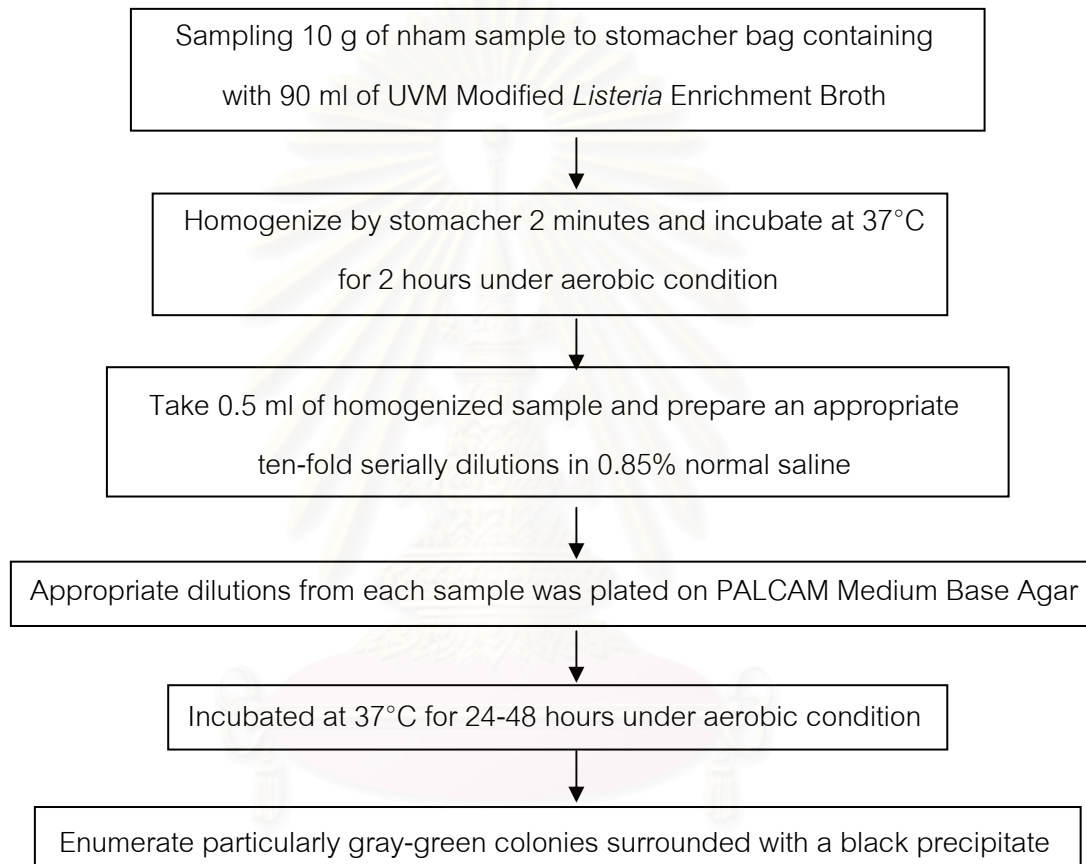 Sampling 10 g of nham sample to stomacher bag containing
with 90 ml of UVM Modified Listeria Enrichment Broth
Homogenize by stomacher 2 minutes and incubate at 37°C
for 2 hours under aerobic condition
Take 0.5 ml of homogenized sample and prepare an appropriate
ten-fold serially dilutions in 0.85% normal saline
Appropriate dilutions from each sample was plated on PALCAM Medium Base Agar
Incubated at 37°C for 24-48 hours under aerobic condition
Enumerate particularly gray-green colonies surrounded with a black precipitate